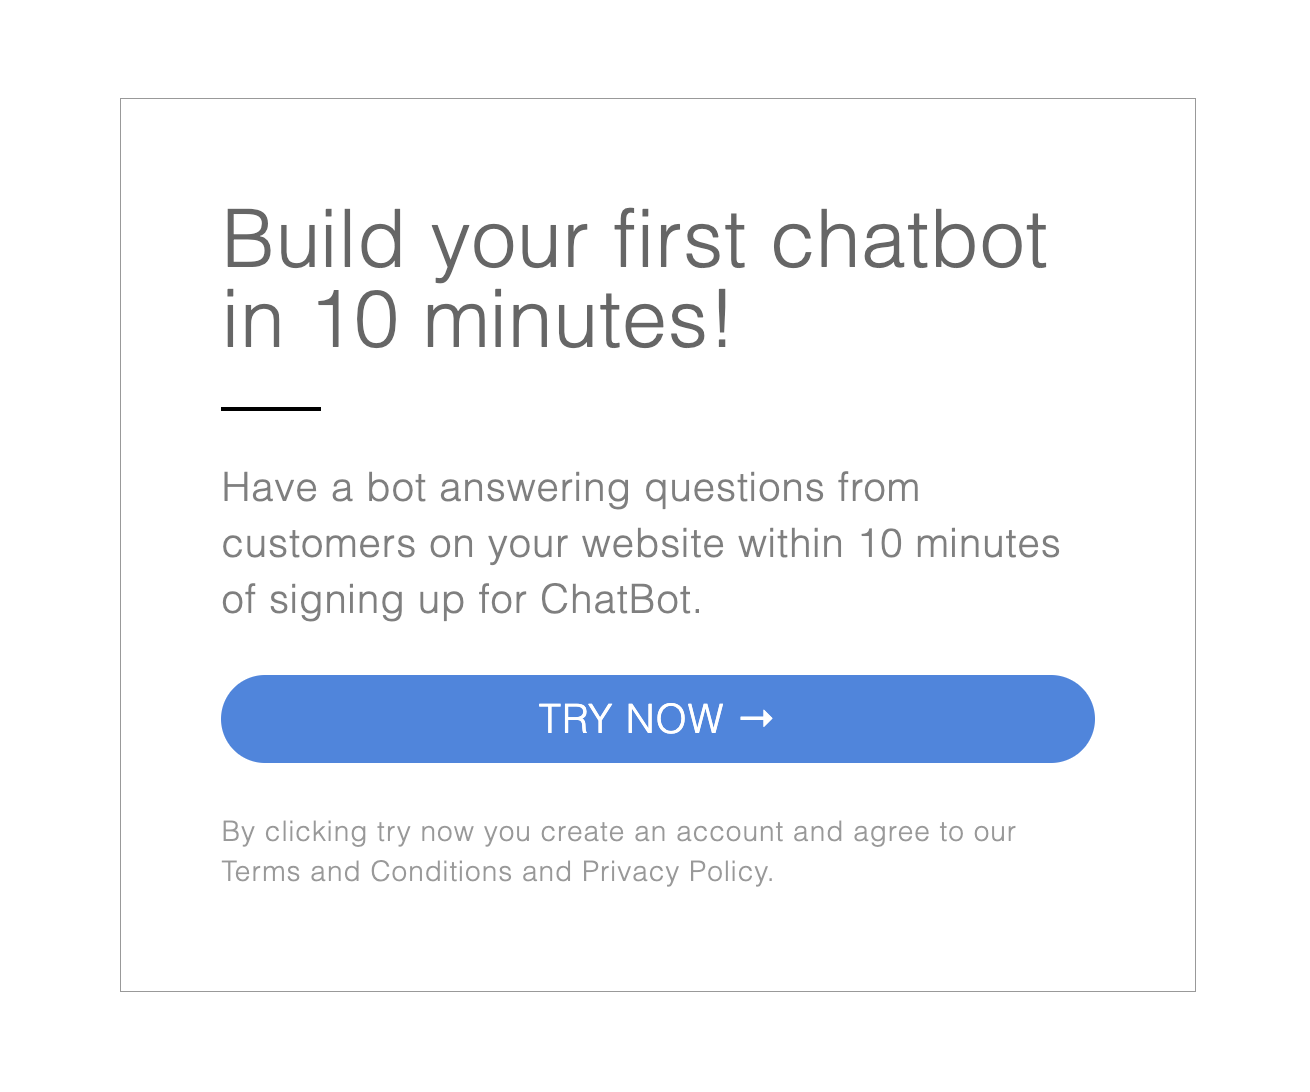 Build your first chatbot
in 10 minutes!
Have a bot answering questions from
customers on your website within 10 minutes
of signing up for ChatBot.
TRY NOW →
By clicking try now you create an account and agree to our
Terms and Conditions and Privacy Policy.